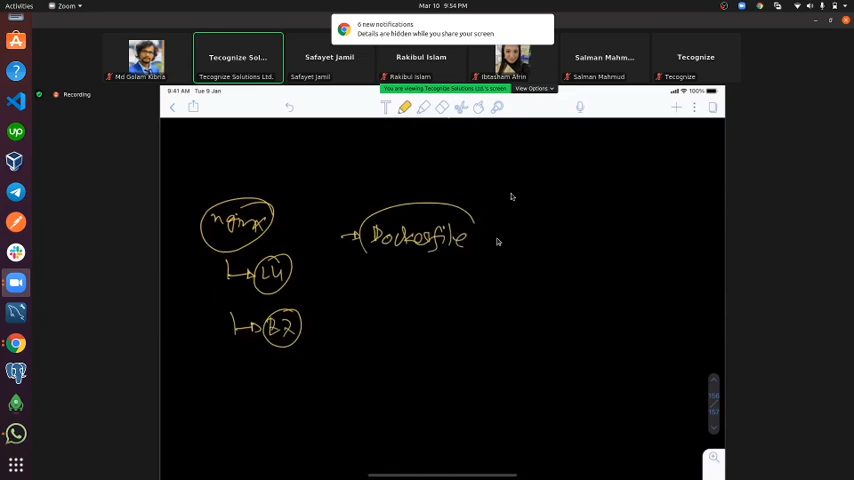 Activities
Zoom
Mar 10 9:54 PM
6 new notifications
Details are hidden while you share your screen
Md Golam Kibria
Tecognize Sol...
Tecognize Solutions Ltd.
Safayet Jamil
Safayet Jamil
Rakibul Islam
Rakibul Islam
Ibtasham Afrin
Salman Mahm...
Salman Mahmud
Tecognize
Tecognize
Recording
You are viewing Tecognize Solutions Ltd.'s screen
View Options
9:41 AM Tue 9 Jan
100%
nginx
Dockerfile
L4
156
157